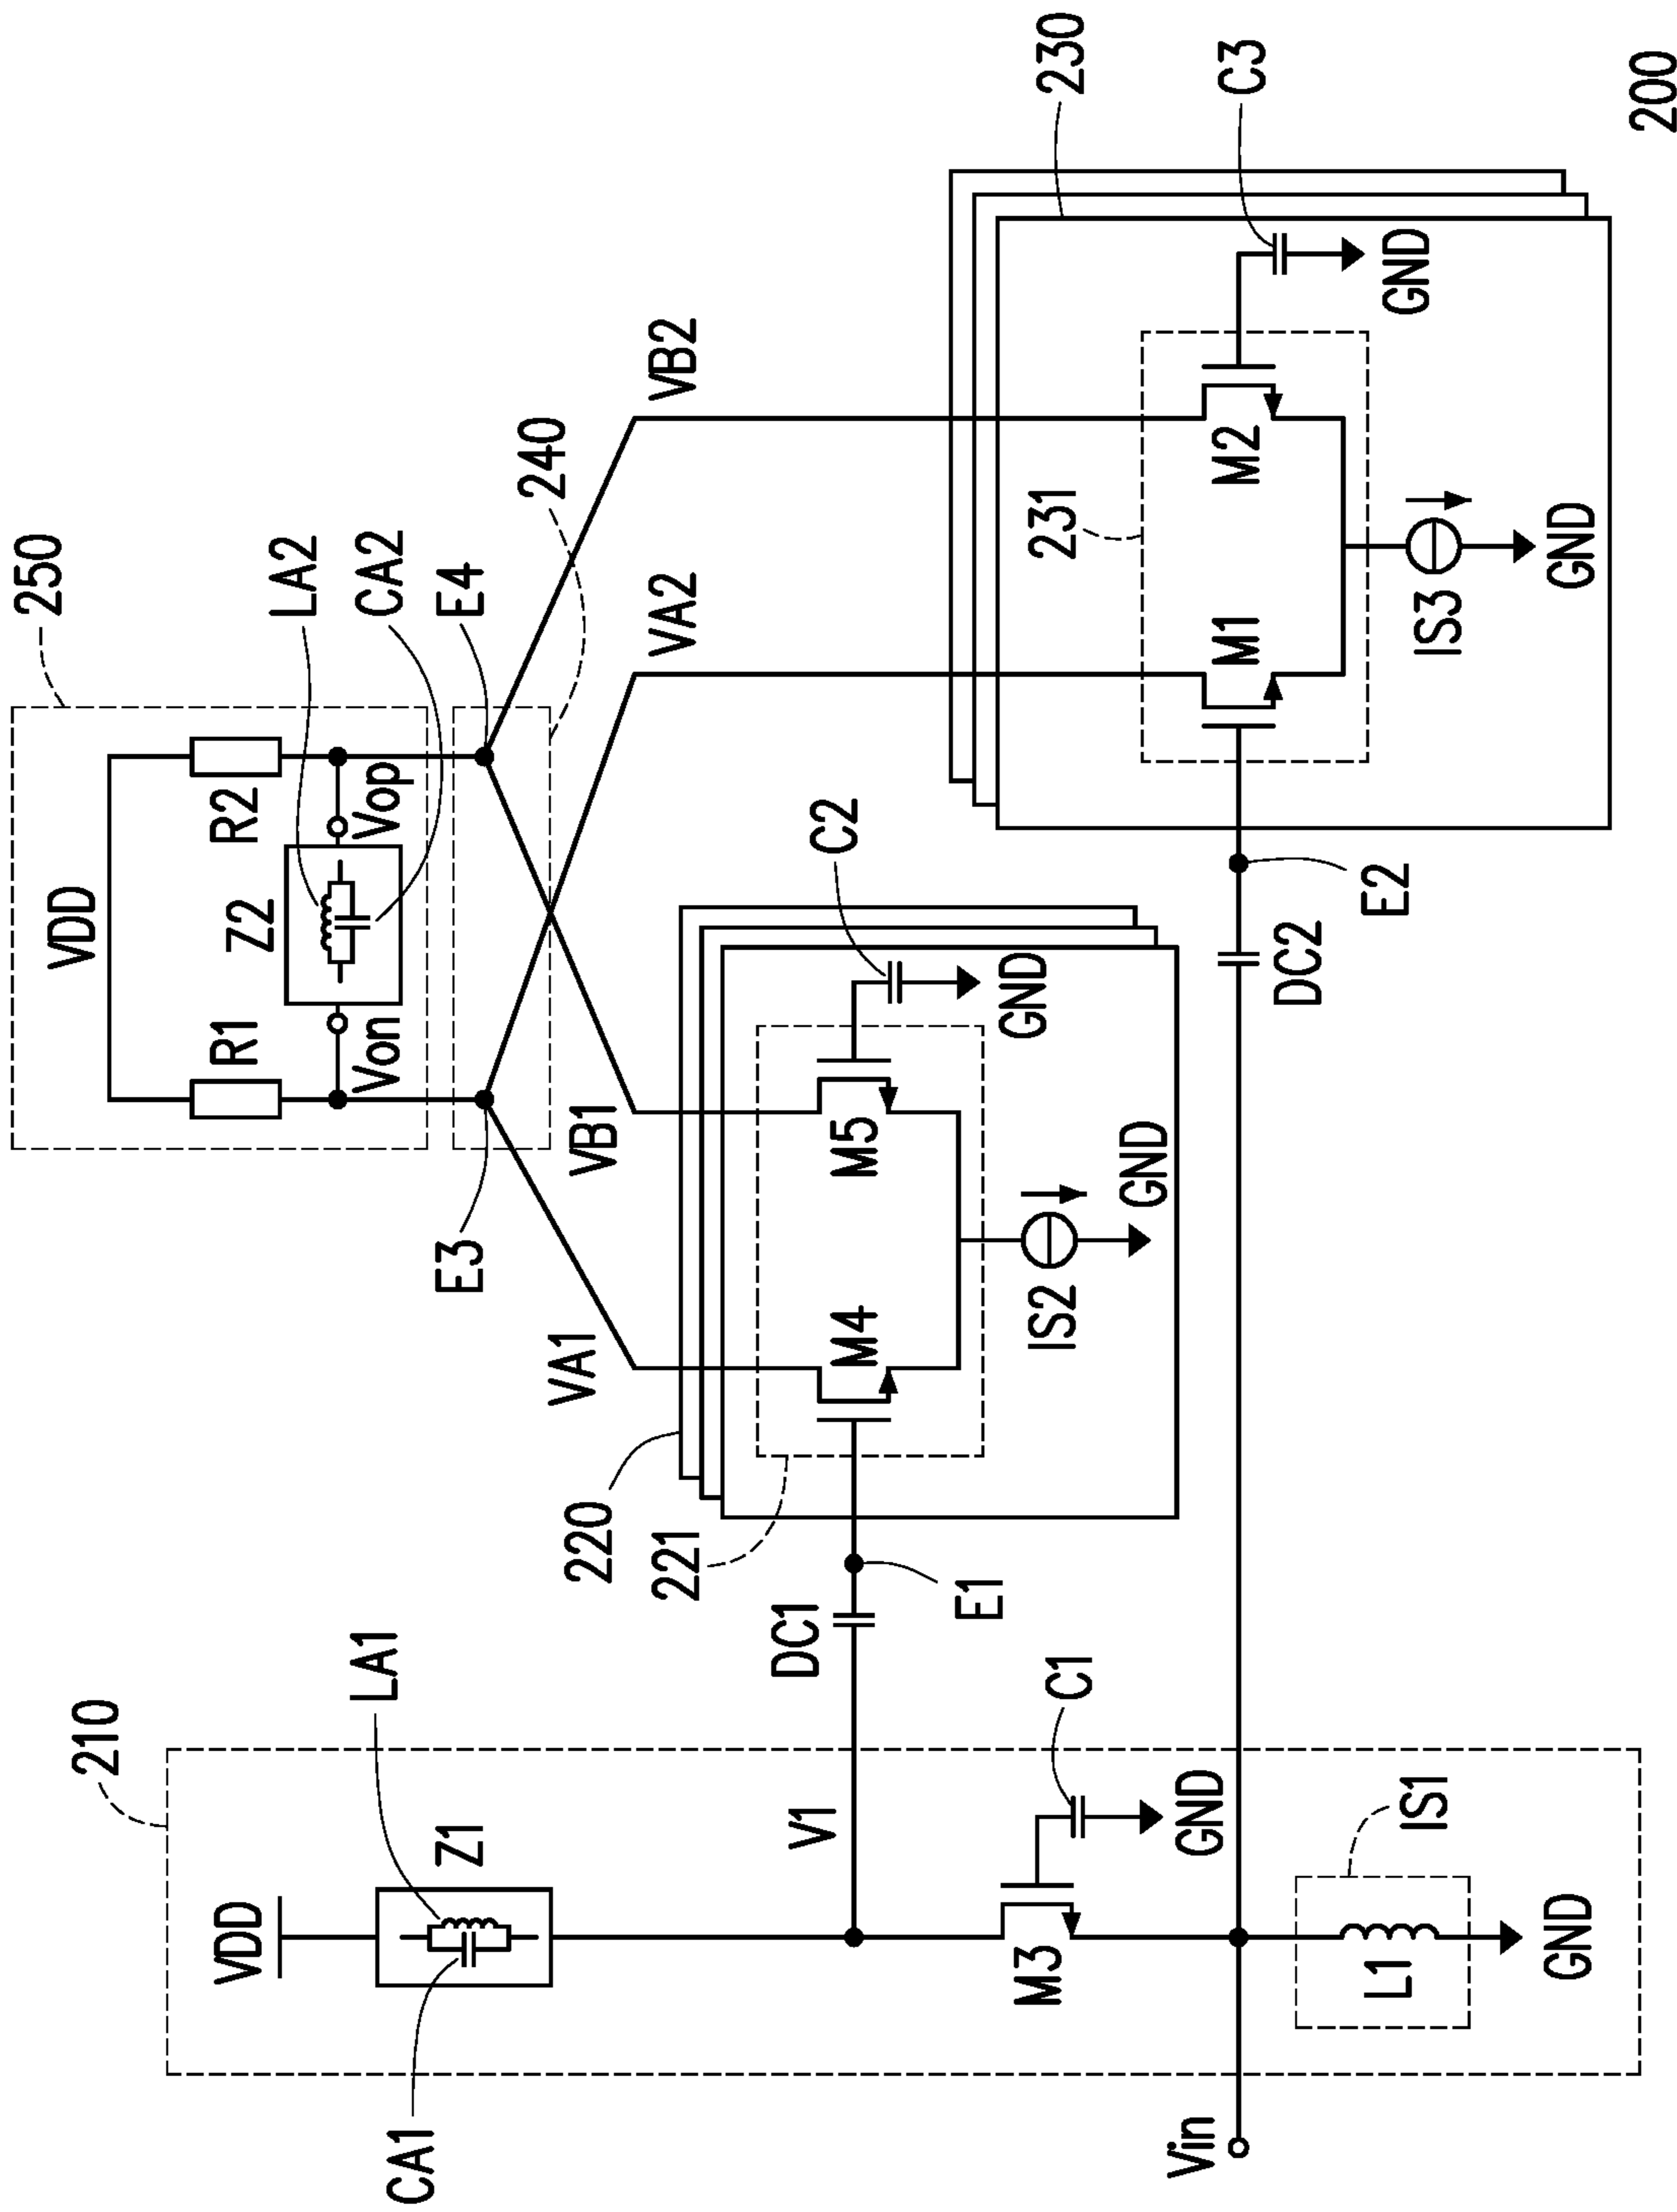 200
210
VDD
Z1
LA1
CA1
V1
M3
C1
GND
Vin
IS1
L1
GND
DC1
E1
220
221
VA1
VB1
M4
M5
C2
GND
IS2
GND
250
VDD
R1
R2
Z2
LA2
CA2
Von
Vop
E3
E4
240
VA2
VB2
DC2
E2
230
231
M1
M2
C3
GND
IS3
GND